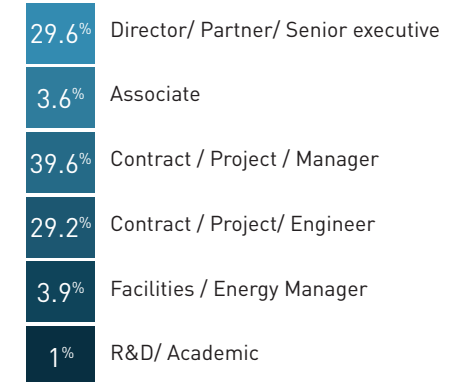 29.6% Director/ Partner/ Senior executive
3.6% Associate
39.6% Contract / Project / Manager
29.2% Contract / Project/ Engineer
3.9% Facilities / Energy Manager
1% R&D/ Academic